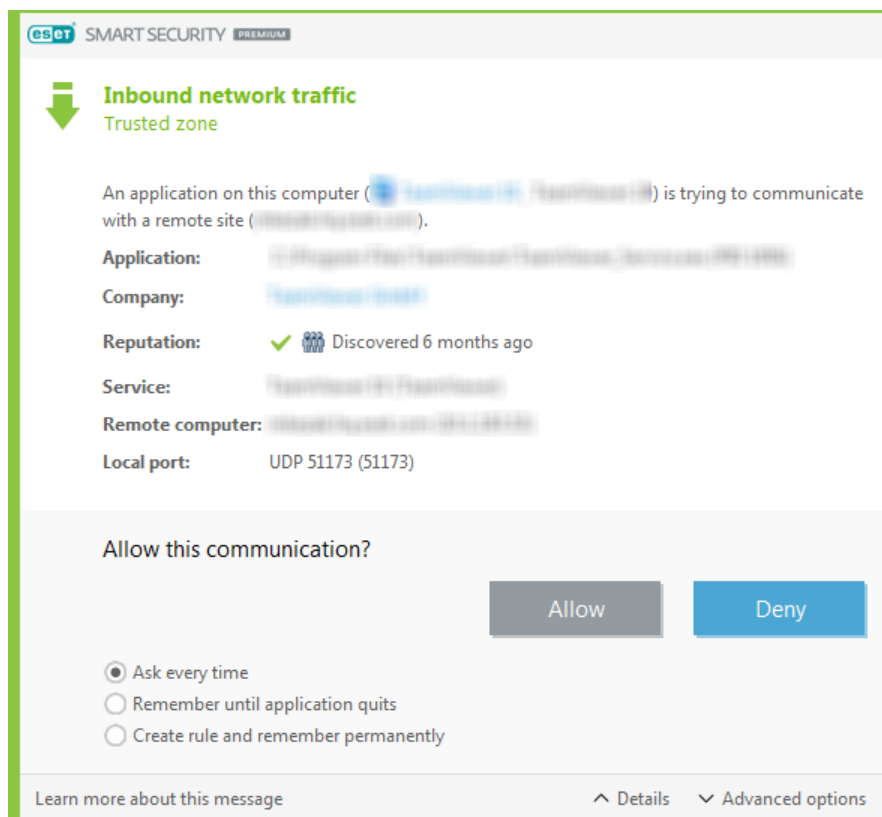 eset SMART SECURITY PREMIUM
Inbound network traffic
Trusted zone
An application on this computer ( ) is trying to communicate
with a remote site ( ).
Application:
Company:
Reputation: Discovered 6 months ago
Service:
Remote computer:
Local port: UDP 51173 (51173)
Allow this communication?
Allow Deny
Ask every time
Remember until application quits
Create rule and remember permanently
Learn more about this message Details Advanced options